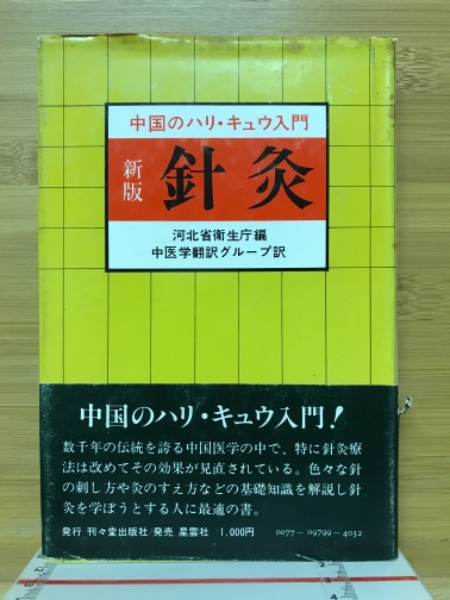 中国のハリ・キュウ入門
新版 針灸
河北省衛生庁編
中医学翻訳グループ訳
中国のハリ・キュウ入門!
数千年の伝統を誇る中国医学の中で、特に針灸療
法は改めてその効果が見直されている。色々な針
の刺し方や灸のすえ方などの基礎知識を解説し針
灸を学ぼうとする人に最適の書。
発行 刊々堂出版社/発売 星雲社 1,000円
0077-09799-4032